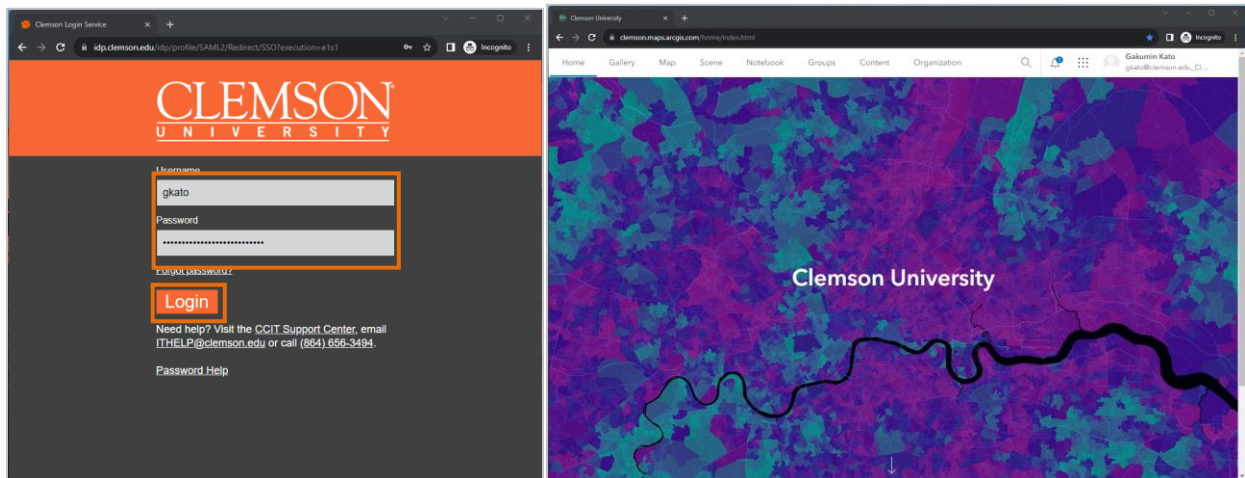 Clemson Login Service
idp.clemson.edu/idp/profile/SAML2/Redirect/SSO?execution=e1s1
Incognito
CLEMSON
UNIVERSITY
Username
gkato
Password
Forgot password?
Login
Need help? Visit the CCIT Support Center, email
ITHELP@clemson.edu or call (864) 656-3494.
Password Help
Clemson University
clemson.maps.arcgis.com/home/index.html
Incognito
Home Gallery Map Scene Notebook Groups Content Organization
Gakumin Kato
gkato@clemson.edu_Cl...
Clemson University